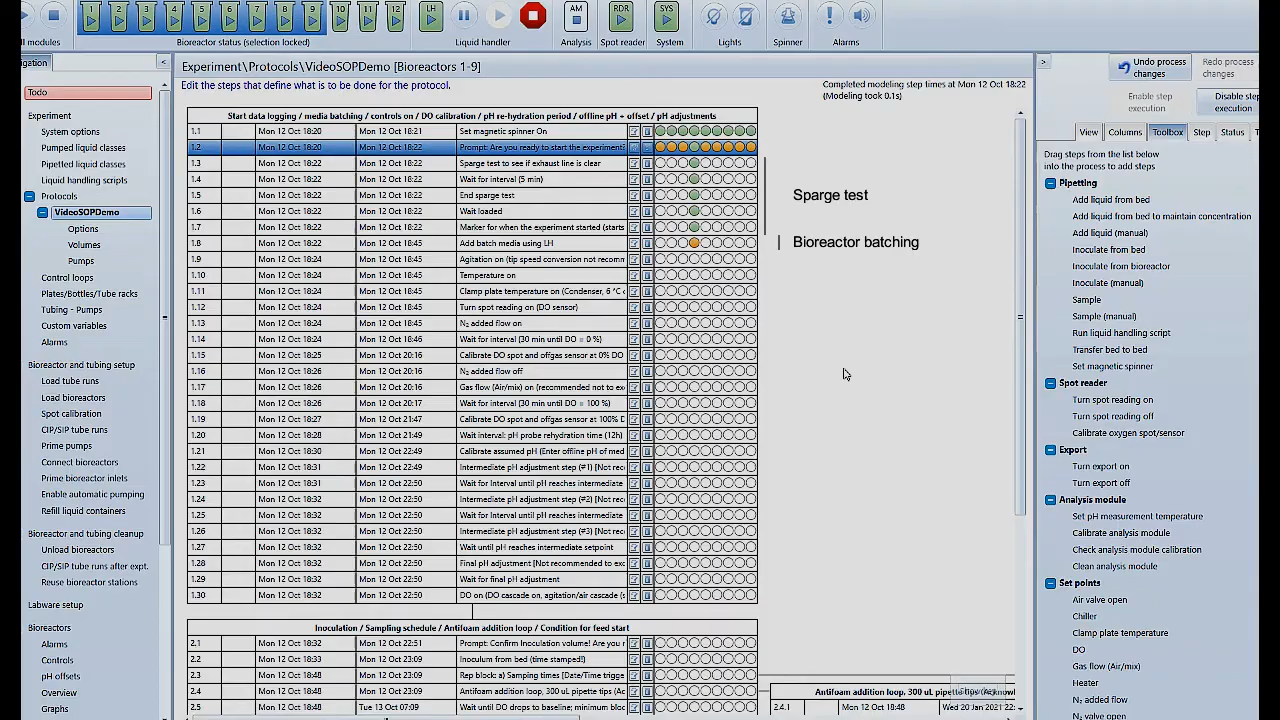 1 2 3 4 5 6 7 8 9 10 11 12 LH AM RDR SYS
ll modules Bioreactor status (selection locked) Liquid handler Analysis Spot reader System Lights Spinner Alarms
igation < Experiment\Protocols\VideoSOPDemo [Bioreactors 1-9] > Undo process changes Redo process changes
Edit the steps that define what is to be done for the protocol. Completed modeling step times at Mon 12 Oct 18:22
(Modeling took 0.1s)
Enable step execution Disable step execution
Todo
Experiment
System options
Pumped liquid classes
Pipetted liquid classes
Liquid handling scripts
Protocols
VideoSOPDemo
Options
Volumes
Pumps
Control loops
Plates/Bottles/Tube racks
Tubing - Pumps
Custom variables
Alarms
Bioreactor and tubing setup
Load tube runs
Load bioreactors
Spot calibration
CIP/SIP tube runs
Prime pumps
Connect bioreactors
Prime bioreactor inlets
Enable automatic pumping
Refill liquid containers
Bioreactor and tubing cleanup
Unload bioreactors
CIP/SIP tube runs after expt.
Reuse bioreactor stations
Labware setup
Bioreactors
Alarms
Controls
pH offsets
Overview
Graphs
Start data logging / media batching / controls on / DO calibration / pH re-hydration period / offline pH + offset / pH adjustments
1.1 Mon 12 Oct 18:20 Mon 12 Oct 18:21 Set magnetic spinner On
1.2 Mon 12 Oct 18:20 Mon 12 Oct 18:22 Prompt: Are you ready to start the experiment?
1.3 Mon 12 Oct 18:22 Mon 12 Oct 18:22 Sparge test to see if exhaust line is clear
1.4 Mon 12 Oct 18:22 Mon 12 Oct 18:22 Wait for interval (5 min)
1.5 Mon 12 Oct 18:22 Mon 12 Oct 18:22 End sparge test
1.6 Mon 12 Oct 18:22 Mon 12 Oct 18:22 Wait loaded
1.7 Mon 12 Oct 18:22 Mon 12 Oct 18:22 Marker for when the experiment started (starts
1.8 Mon 12 Oct 18:22 Mon 12 Oct 18:45 Add batch media using LH
1.9 Mon 12 Oct 18:24 Mon 12 Oct 18:45 Agitation on (tip speed conversion not recomm
1.10 Mon 12 Oct 18:24 Mon 12 Oct 18:45 Temperature on
1.11 Mon 12 Oct 18:24 Mon 12 Oct 18:45 Clamp plate temperature on (Condenser, 6 °C
1.12 Mon 12 Oct 18:24 Mon 12 Oct 18:45 Turn spot reading on (DO sensor)
1.13 Mon 12 Oct 18:24 Mon 12 Oct 18:45 N₂ added flow on
1.14 Mon 12 Oct 18:24 Mon 12 Oct 18:46 Wait for interval (30 min until DO = 0 %)
1.15 Mon 12 Oct 18:25 Mon 12 Oct 20:16 Calibrate DO spot and offgas sensor at 0% DO
1.16 Mon 12 Oct 18:26 Mon 12 Oct 20:16 N₂ added flow off
1.17 Mon 12 Oct 18:26 Mon 12 Oct 20:16 Gas flow (Air/mix) on (recommended not to ex
1.18 Mon 12 Oct 18:26 Mon 12 Oct 20:17 Wait for interval (30 min until DO = 100 %)
1.19 Mon 12 Oct 18:27 Mon 12 Oct 21:47 Calibrate DO spot and offgas sensor at 100% D
1.20 Mon 12 Oct 18:28 Mon 12 Oct 21:49 Wait interval: pH probe rehydration time (12h)
1.21 Mon 12 Oct 18:30 Mon 12 Oct 22:49 Calibrate assumed pH (Enter offline pH of med
1.22 Mon 12 Oct 18:31 Mon 12 Oct 22:49 Intermediate pH adjustment step (#1) [Not rec
1.23 Mon 12 Oct 18:31 Mon 12 Oct 22:50 Wait for Interval until pH reaches intermediate
1.24 Mon 12 Oct 18:32 Mon 12 Oct 22:50 Intermediate pH adjustment step (#2) [Not rec
1.25 Mon 12 Oct 18:32 Mon 12 Oct 22:50 Wait for Interval until pH reaches intermediate
1.26 Mon 12 Oct 18:32 Mon 12 Oct 22:50 Intermediate pH adjustment step (#3) [Not rec
1.27 Mon 12 Oct 18:32 Mon 12 Oct 22:50 Wait until pH reaches intermediate setpoint
1.28 Mon 12 Oct 18:32 Mon 12 Oct 22:50 Final pH adjustment [Not recommended to exc
1.29 Mon 12 Oct 18:32 Mon 12 Oct 22:50 Wait for final pH adjustment
1.30 Mon 12 Oct 18:32 Mon 12 Oct 22:50 DO on (DO cascade on, agitation/air cascade (s
Sparge test
Bioreactor batching
Inoculation / Sampling schedule / Antifoam addition loop / Condition for feed start
2.1 Mon 12 Oct 18:32 Mon 12 Oct 22:51 Prompt: Confirm Inoculation volume! Are you r
2.2 Mon 12 Oct 18:33 Mon 12 Oct 23:09 Inoculum from bed (time stamped!)
2.3 Mon 12 Oct 18:48 Mon 12 Oct 23:09 Rep block: a) Sampling times [Date/Time trigge
2.4 Mon 12 Oct 18:48 Mon 12 Oct 23:09 Antifoam addition loop, 300 uL pipette tips (Ac
2.5 Mon 12 Oct 18:48 Tue 13 Oct 07:09 Wait until DO drops to baseline; minimum bloc
Antifoam addition loop, 300 uL pipette tips (Acknowl
2.4.1 Mon 12 Oct 18:48 Wed 20 Jan 2021 22:
View Columns Toolbox Step Status
Drag steps from the list below
into the process to add steps
Pipetting
Add liquid from bed
Add liquid from bed to maintain concentration
Add liquid (manual)
Inoculate from bed
Inoculate from bioreactor
Inoculate (manual)
Sample
Sample (manual)
Run liquid handling script
Transfer bed to bed
Set magnetic spinner
Spot reader
Turn spot reading on
Turn spot reading off
Calibrate oxygen spot/sensor
Export
Turn export on
Turn export off
Analysis module
Set pH measurement temperature
Calibrate analysis module
Check analysis module calibration
Clean analysis module
Set points
Air valve open
Chiller
Clamp plate temperature
DO
Gas flow (Air/mix)
Heater
N₂ added flow
N₂ valve open